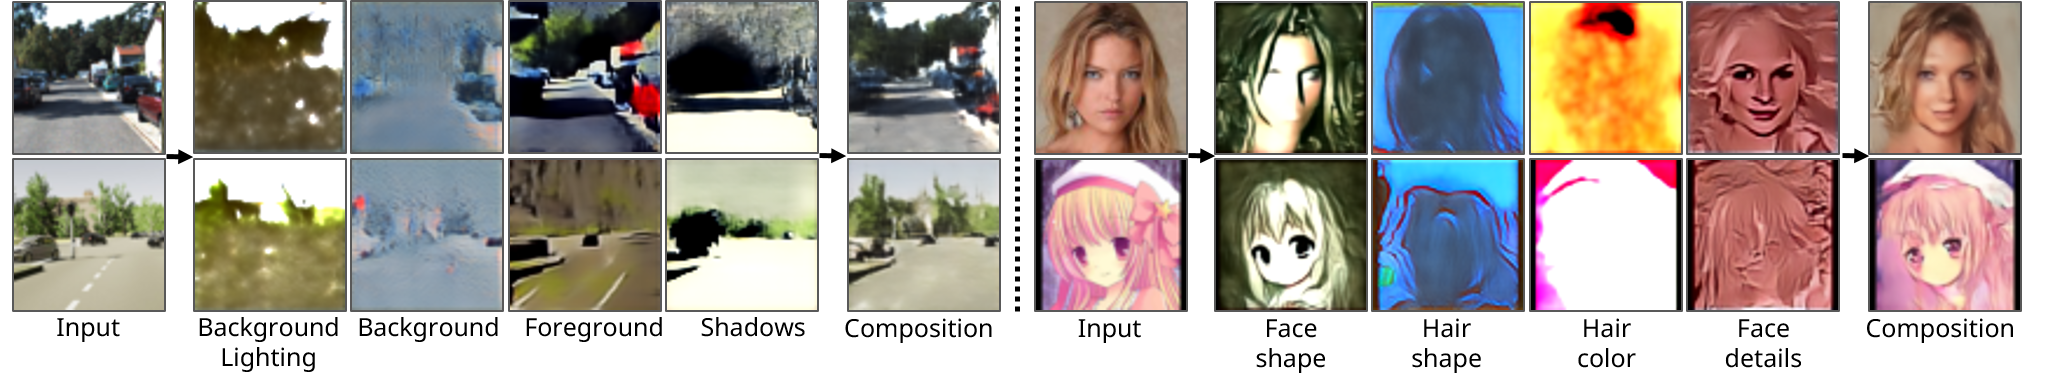 Input
Background
Lighting
Background
Foreground
Shadows
Composition
Input
Face
shape
Hair
shape
Hair
color
Face
details
Composition